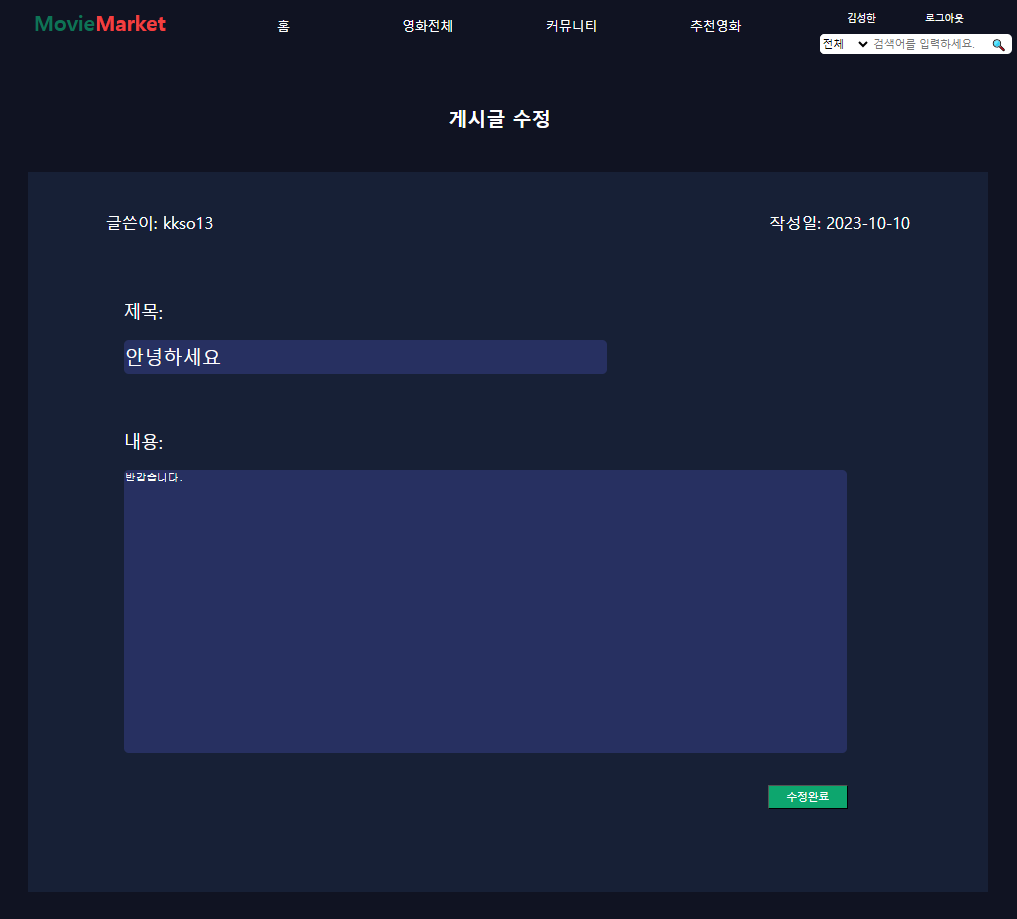 MovieMarket
홈
영화전체
커뮤니티
추천영화
김성한
로그아웃
전체
검색어를 입력하세요.
게시글 수정
글쓴이: kkso13
작성일: 2023-10-10
제목:
안녕하세요
내용:
반갑습니다.
수정완료